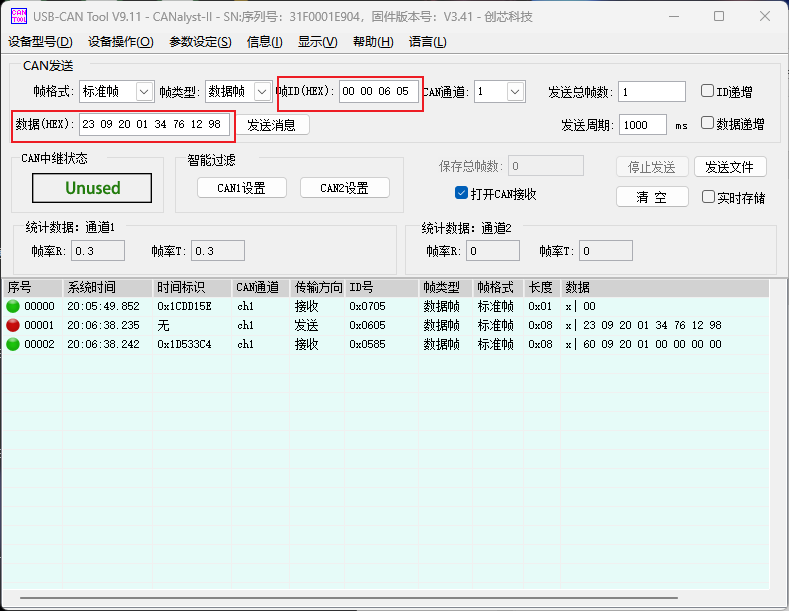 USB-CAN Tool V9.11 - CANalyst-II - SN:序列号：31F0001E904，固件版本号：V3.41 - 创芯科技
设备型号(D) 设备操作(O) 参数设定(S) 信息(I) 显示(V) 帮助(H) 语言(L)
CAN发送
帧格式: 标准帧 帧类型: 数据帧 帧ID(HEX): 00 00 06 05 CAN通道: 1 发送总帧数: 1 ID递增
数据(HEX): 23 09 20 01 34 76 12 98 发送消息 发送周期: 1000 ms 数据递增
CAN中继状态 智能过滤 保存总帧数: 0 停止发送 发送文件
Unused CAN1设置 CAN2设置 打开CAN接收 清 空 实时存储
统计数据: 通道1 统计数据: 通道2
帧率R: 0.3 帧率T: 0.3 帧率R: 0 帧率T: 0
序号 系统时间 时间标识 CAN通道 传输方向 ID号 帧类型 帧格式 长度 数据
00000 20:05:49.852 0x1CDD15E ch1 接收 0x0705 数据帧 标准帧 0x01 x| 00
00001 20:06:38.235 无 ch1 发送 0x0605 数据帧 标准帧 0x08 x| 23 09 20 01 34 76 12 98
00002 20:06:38.242 0x1D533C4 ch1 接收 0x0585 数据帧 标准帧 0x08 x| 60 09 20 01 00 00 00 00